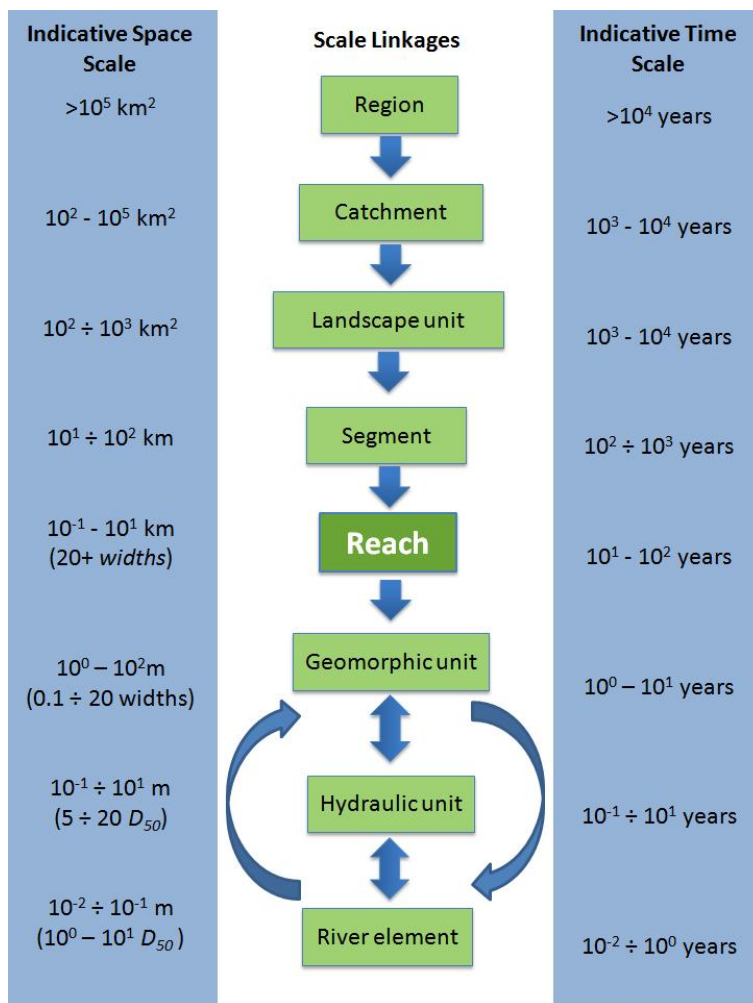 Indicative Space
Scale
>10⁵ km²
10² - 10⁵ km²
10² ÷ 10³ km²
10¹ ÷ 10² km
10⁻¹ - 10¹ km
(20+ widths)
10⁰ – 10²m
(0.1 ÷ 20 widths)
10⁻¹ ÷ 10¹ m
(5 ÷ 20 D₅₀)
10⁻² ÷ 10⁻¹ m
(10⁰ – 10¹ D₅₀ )
Scale Linkages
Region
Catchment
Landscape unit
Segment
Reach
Geomorphic unit
Hydraulic unit
River element
Indicative Time
Scale
>10⁴ years
10³ - 10⁴ years
10³ - 10⁴ years
10² ÷ 10³ years
10¹ - 10² years
10⁰ – 10¹ years
10⁻¹ ÷ 10¹ years
10⁻² ÷ 10⁰ years